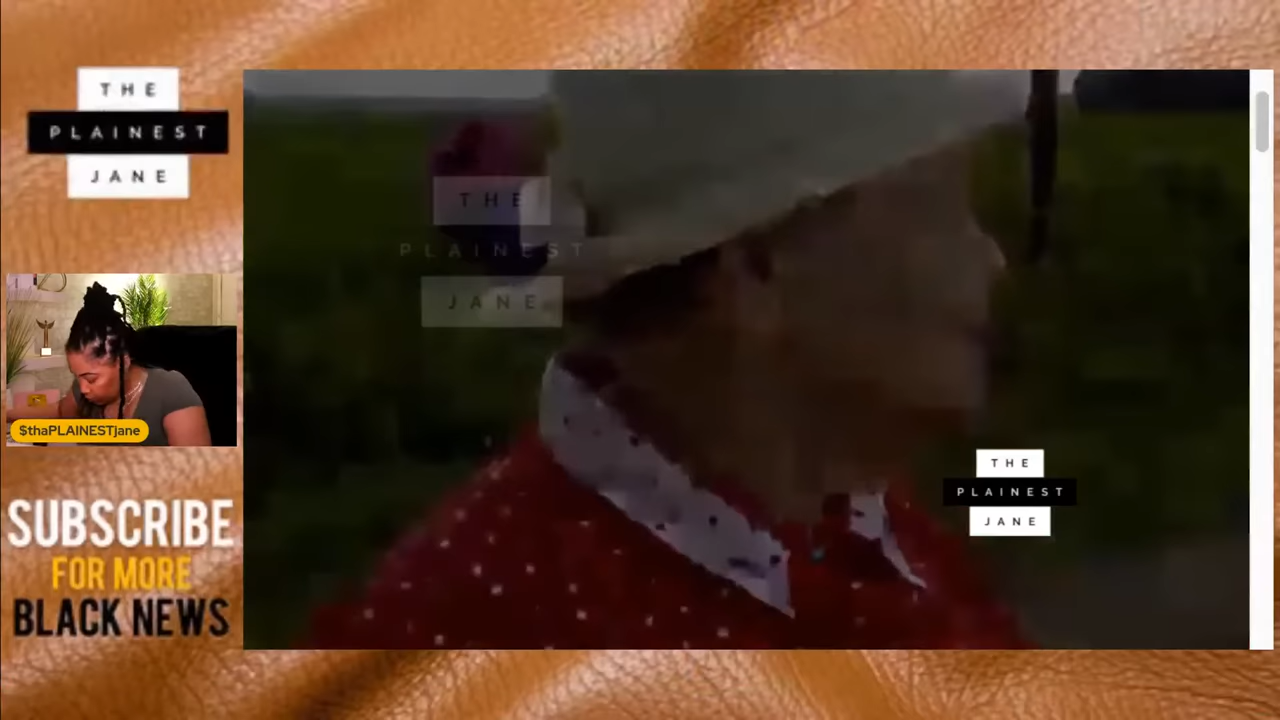 THE
PLAINEST
JANE
$thaPLAINESTjane
SUBSCRIBE
FOR MORE
BLACK NEWS
THE
PLAINEST
JANE
THE
PLAINEST
JANE